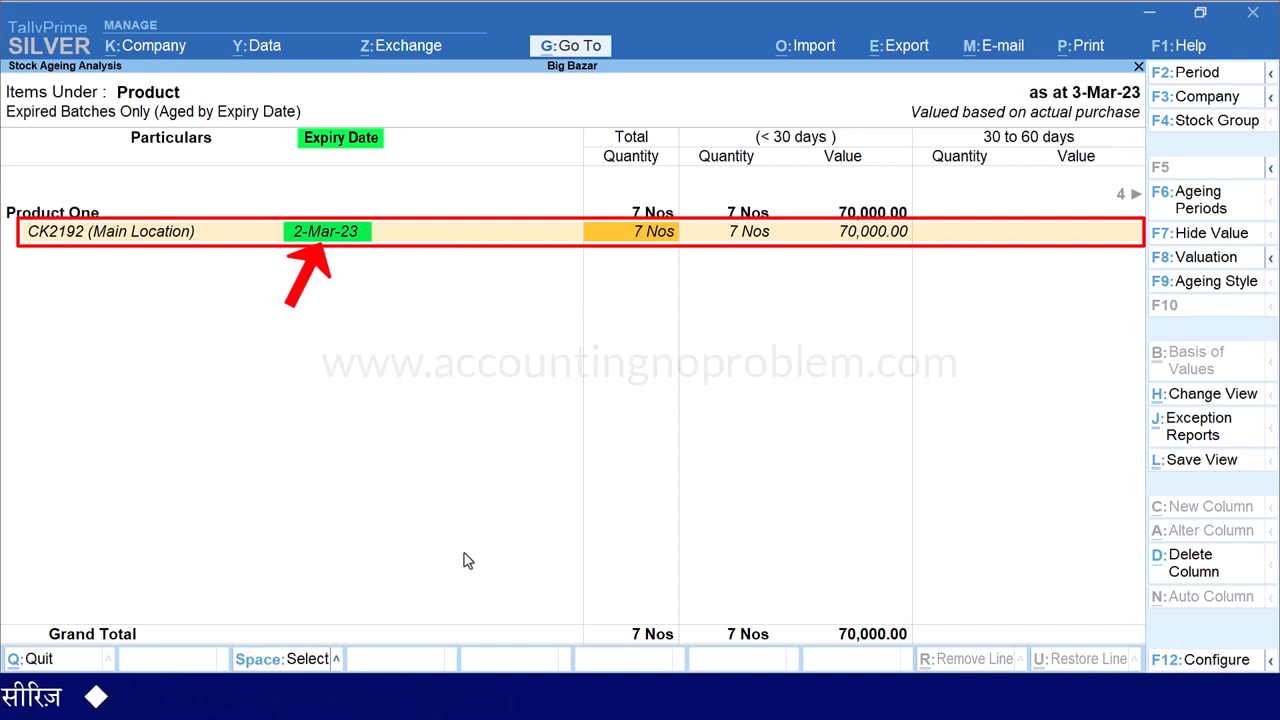 TallyPrime MANAGE
SILVER K:Company Y:Data Z:Exchange G:Go To O:Import E:Export M:E-mail P:Print F1:Help
Stock Ageing Analysis Big Bazar
Items Under : Product as at 3-Mar-23
Expired Batches Only (Aged by Expiry Date) Valued based on actual purchase
Particulars Expiry Date Total (< 30 days ) 30 to 60 days
Quantity Quantity Value Quantity Value
4
Product One 7 Nos 7 Nos 70,000.00
CK2192 (Main Location) 2-Mar-23 7 Nos 7 Nos 70,000.00
www.accountingnoproblem.com
Grand Total 7 Nos 7 Nos 70,000.00
Q:Quit Space:Select R:Remove Line U:Restore Line
F2:Period
F3:Company
F4:Stock Group
F5
F6:Ageing
Periods
F7:Hide Value
F8:Valuation
F9:Ageing Style
F10
B:Basis of
Values
H:Change View
J:Exception
Reports
L:Save View
C:New Column
A:Alter Column
D:Delete
Column
N:Auto Column
F12:Configure
सीरिज़